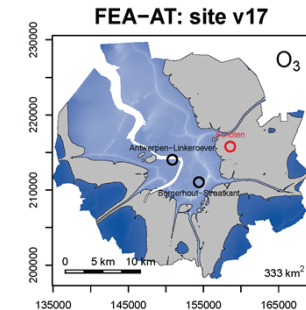 FEA−AT: site v17
O3
230000
220000
210000
200000
Schoten
Antwerpen−Linkeroever
Borgerhout−Straatkant
0 5 km 10 km
333 km²
135000 145000 155000 165000